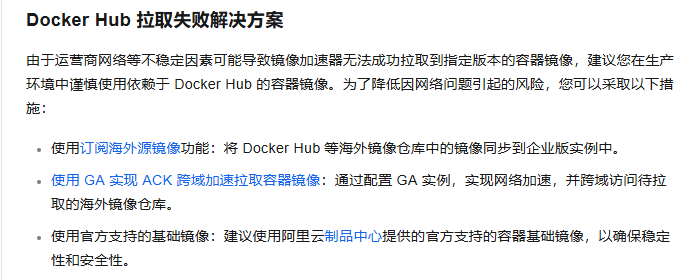 Docker Hub 拉取失败解决方案
由于运营商网络等不稳定因素可能导致镜像加速器无法成功拉取到指定版本的容器镜像，建议您在生产
环境中谨慎使用依赖于 Docker Hub 的容器镜像。为了降低因网络问题引起的风险，您可以采取以下措
施：
• 使用订阅海外源镜像功能：将 Docker Hub 等海外镜像仓库中的镜像同步到企业版实例中。
• 使用 GA 实现 ACK 跨域加速拉取容器镜像：通过配置 GA 实例，实现网络加速，并跨域访问待拉
取的海外镜像仓库。
• 使用官方支持的基础镜像：建议使用阿里云制品中心提供的官方支持的容器基础镜像，以确保稳定
性和安全性。